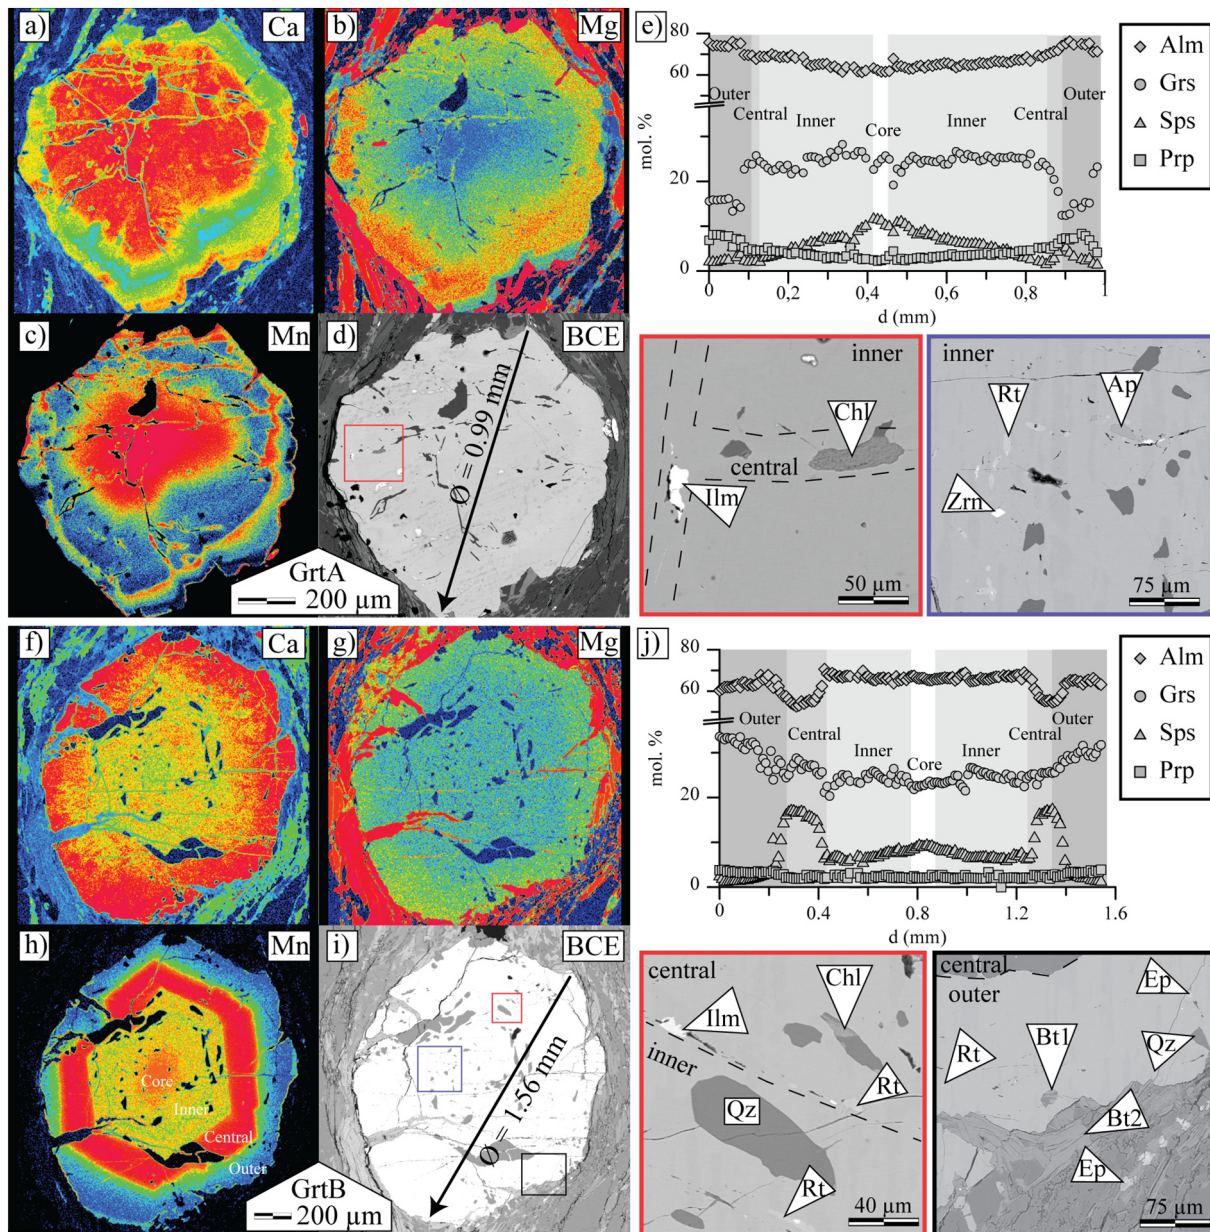 a) Ca
b) Mg
c) Mn
d) BCE
Ø = 0.99 mm
GrtA
200 µm
e)
80
60
20
0
mol. %
Outer
Central
Inner
Core
Inner
Central
Outer
0 0,2 0,4 0,6 0,8 1
d (mm)
Alm
Grs
Sps
Prp
inner
Chl
central
Ilm
50 µm
inner
Rt
Ap
Zrn
75 µm
f) Ca
g) Mg
h) Mn
Core
Inner
Central
Outer
i) BCE
Ø = 1.56 mm
GrtB
200 µm
j)
80
60
20
0
mol. %
Outer
Central
Inner
Core
Inner
Central
Outer
0 0.4 0.8 1.2 1.6
d (mm)
Alm
Grs
Sps
Prp
central
Chl
Ilm
inner
Rt
Qz
Rt
40 µm
central
outer
Ep
Rt
Bt1
Qz
Bt2
Ep
75 µm